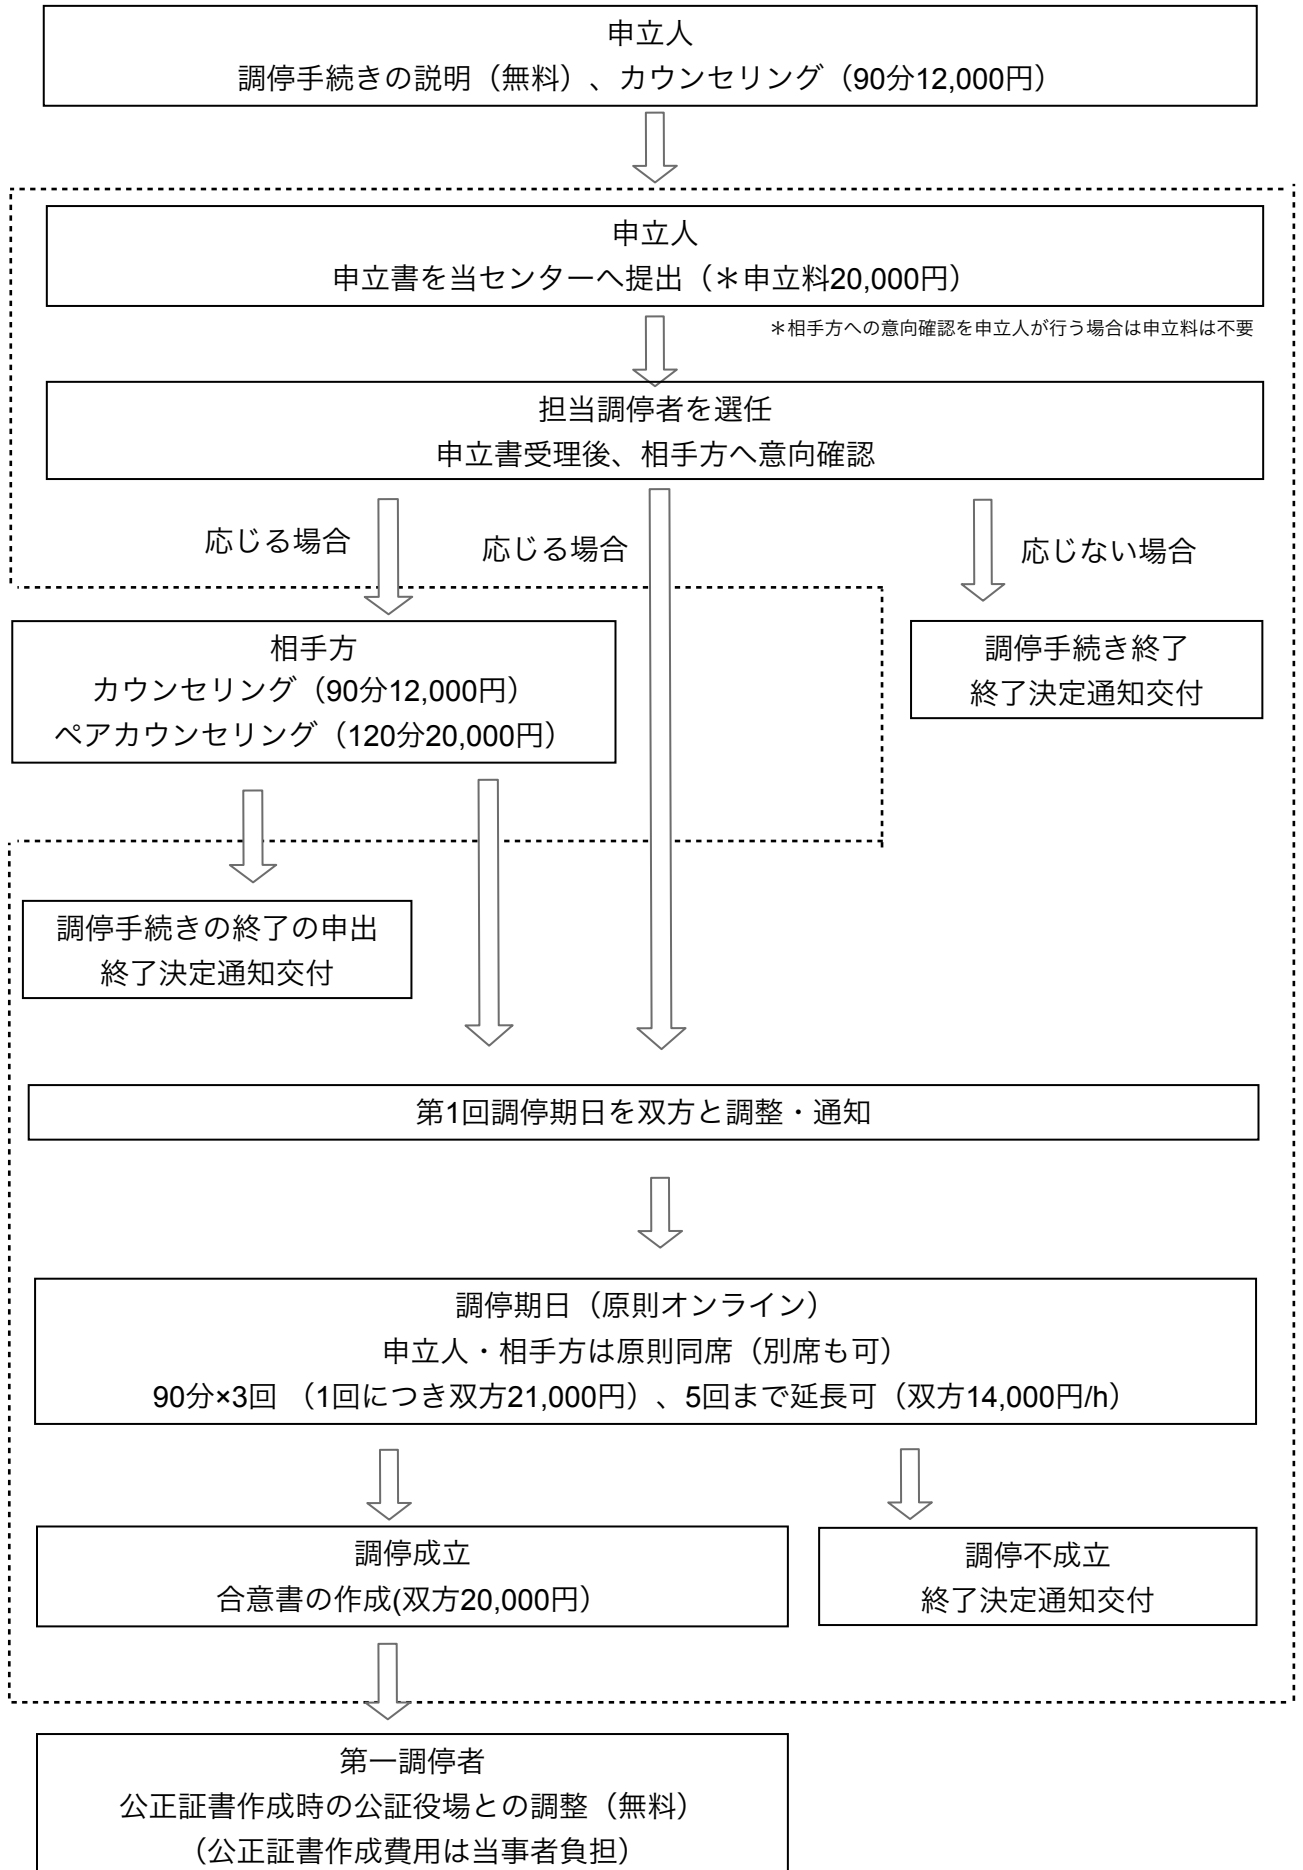 申立人
調停手続きの説明（無料）、カウンセリング（90分12,000円）
申立人
申立書を当センターへ提出（＊申立料20,000円）
＊相手方への意向確認を申立人が行う場合は申立料は不要
担当調停者を選任
申立書受理後、相手方へ意向確認
応じる場合
応じる場合
応じない場合
相手方
カウンセリング（90分12,000円）
ペアカウンセリング（120分20,000円）
調停手続き終了
終了決定通知交付
調停手続きの終了の申出
終了決定通知交付
第1回調停期日を双方と調整・通知
調停期日（原則オンライン）
申立人・相手方は原則同席（別席も可）
90分×3回 （1回につき双方21,000円）、5回まで延長可（双方14,000円/h）
調停成立
合意書の作成(双方20,000円）
調停不成立
終了決定通知交付
第一調停者
公正証書作成時の公証役場との調整（無料）
（公正証書作成費用は当事者負担）